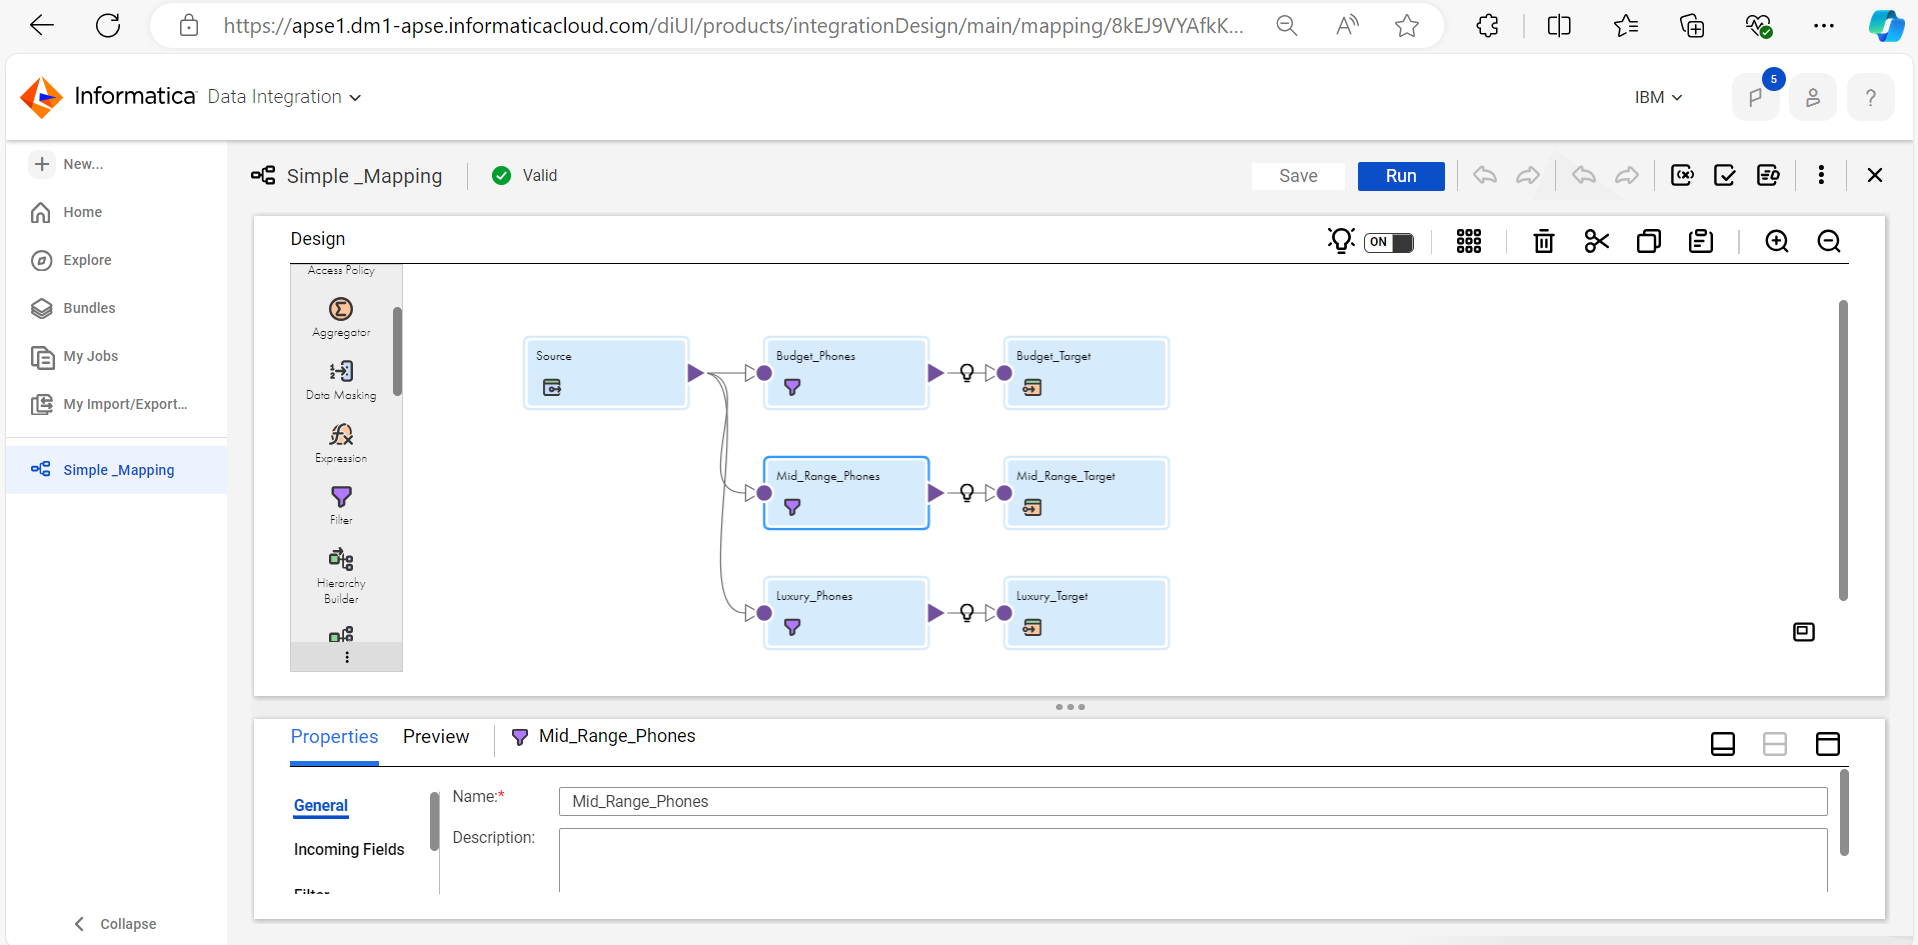 https://apse1.dm1-apse.informaticacloud.com/diUI/products/integrationDesign/main/mapping/8kEJ9VYAfkK...
Informatica Data Integration
IBM
5
?
New...
Home
Explore
Bundles
My Jobs
My Import/Export...
Simple _Mapping
Collapse
Simple _Mapping
Valid
Save
Run
Design
ON
Access Policy
Aggregator
Data Masking
Expression
Filter
Hierarchy
Builder
Source
Budget_Phones
Budget_Target
Mid_Range_Phones
Mid_Range_Target
Luxury_Phones
Luxury_Target
Properties
Preview
Mid_Range_Phones
General
Incoming Fields
Filter
Name:*
Mid_Range_Phones
Description: